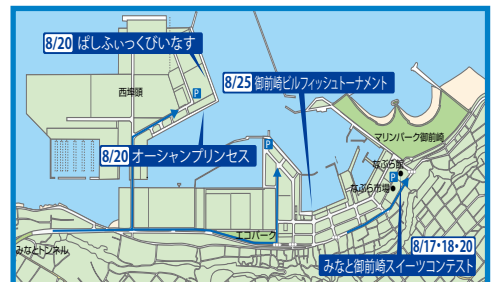 8/20 ぱしふぃっくびいなす
P
8/25 御前崎ビルフィッシュトーナメント
西埠頭
P
マリンパーク御前崎
8/20 オーシャンプリンセス
なぶら館
P
なぶら市場
エコパーク
みなとトンネル
8/17・18・20
みなと御前崎スイーツコンテスト